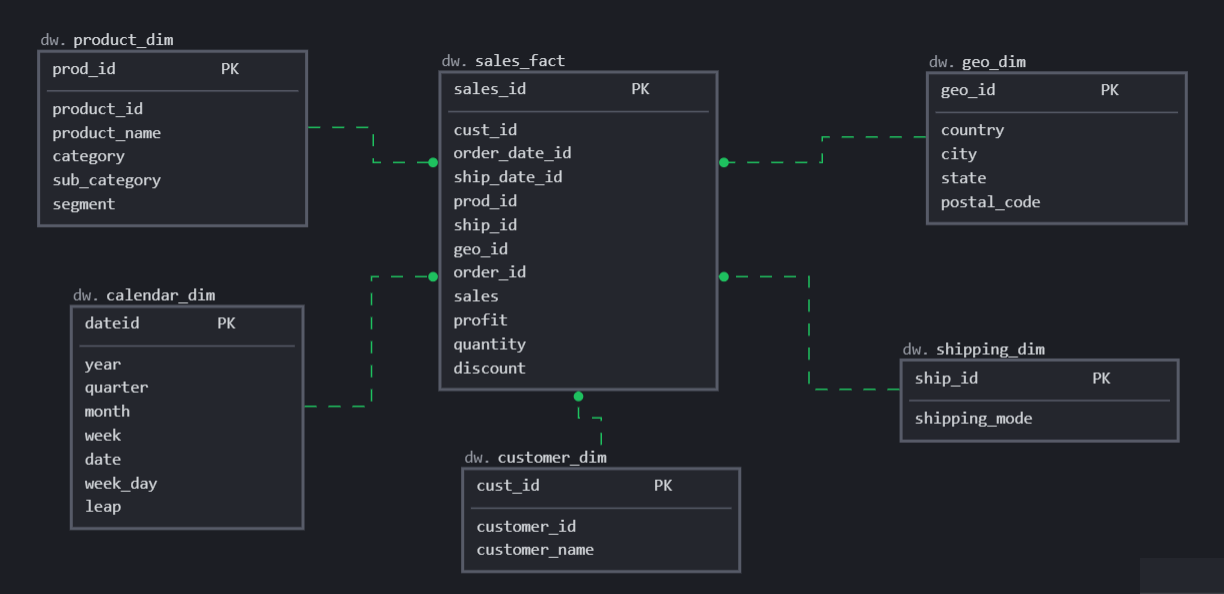 dw. product_dim
prod_id PK
product_id
product_name
category
sub_category
segment
dw. sales_fact
sales_id PK
cust_id
order_date_id
ship_date_id
prod_id
ship_id
geo_id
order_id
sales
profit
quantity
discount
dw. geo_dim
geo_id PK
country
city
state
postal_code
dw. calendar_dim
dateid PK
year
quarter
month
week
date
week_day
leap
dw. shipping_dim
ship_id PK
shipping_mode
dw. customer_dim
cust_id PK
customer_id
customer_name